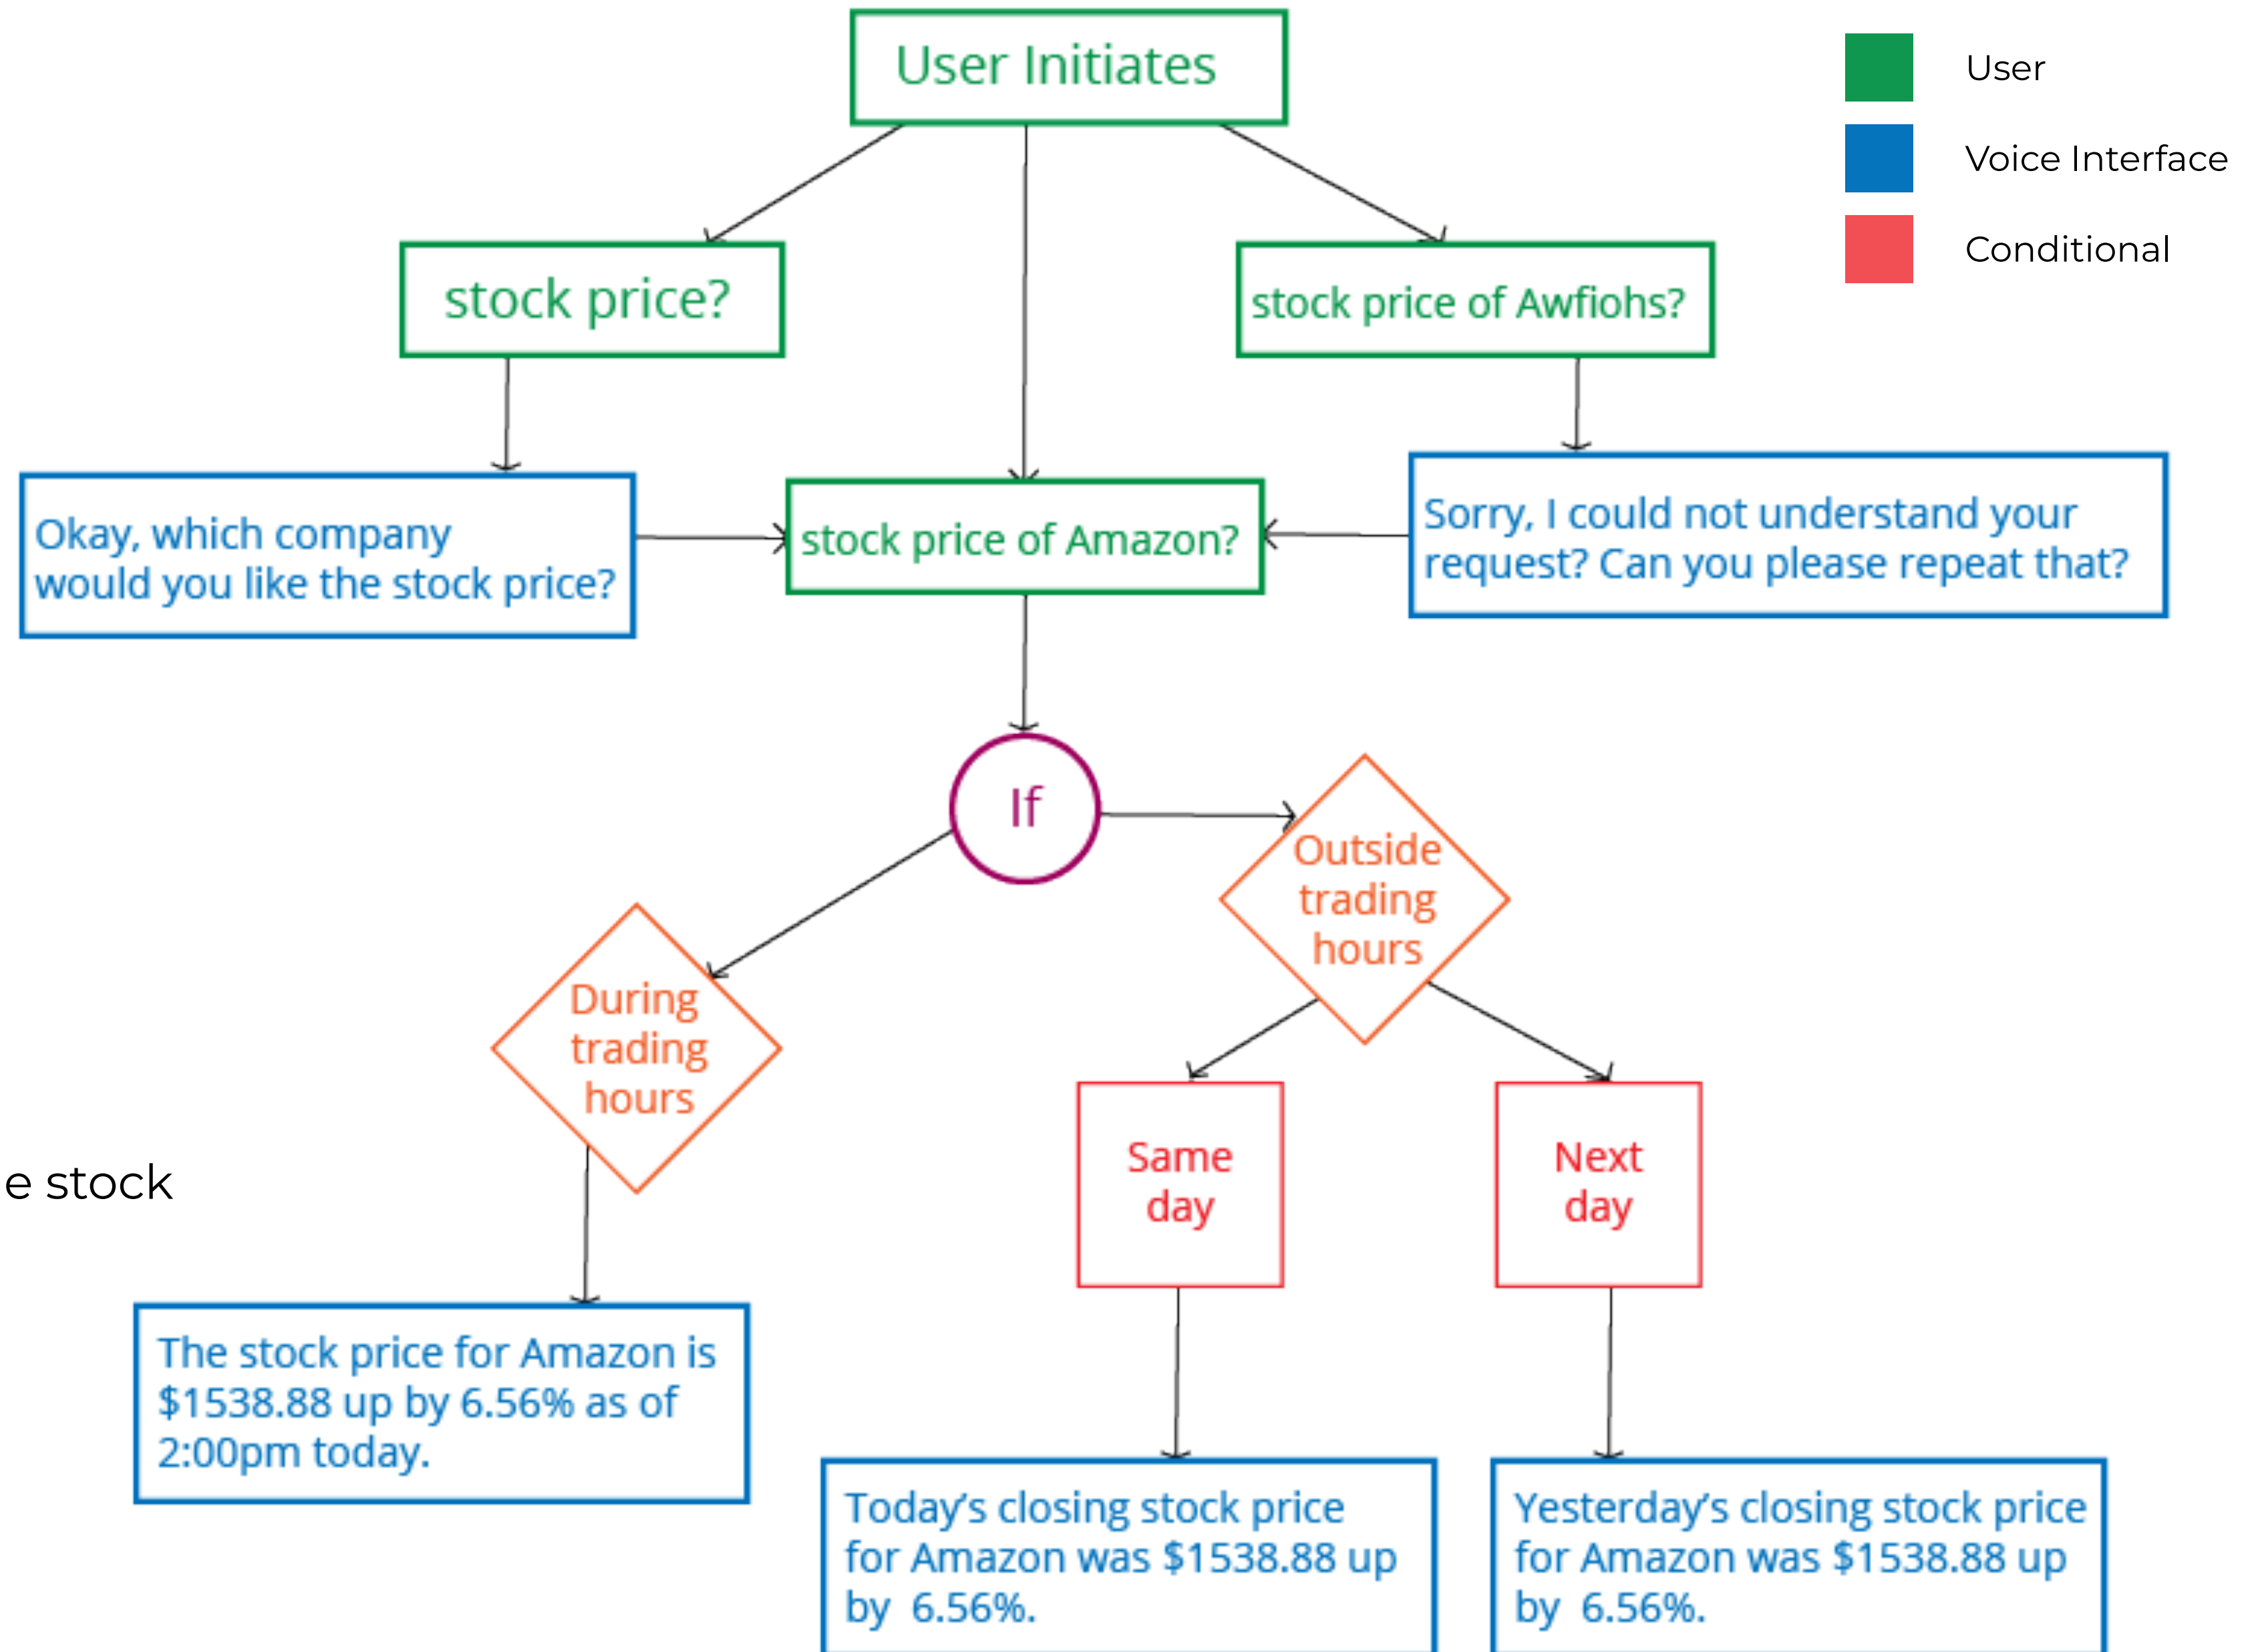 User Initiates
User
Voice Interface
Conditional
stock price?
stock price of Awfiohs?
Okay, which company
would you like the stock price?
stock price of Amazon?
Sorry, I could not understand your
request? Can you please repeat that?
If
Outside
trading
hours
During
trading
hours
Same
day
Next
day
e stock
The stock price for Amazon is
$1538.88 up by 6.56% as of
2:00pm today.
Today’s closing stock price
for Amazon was $1538.88 up
by 6.56%.
Yesterday’s closing stock price
for Amazon was $1538.88 up
by 6.56%.